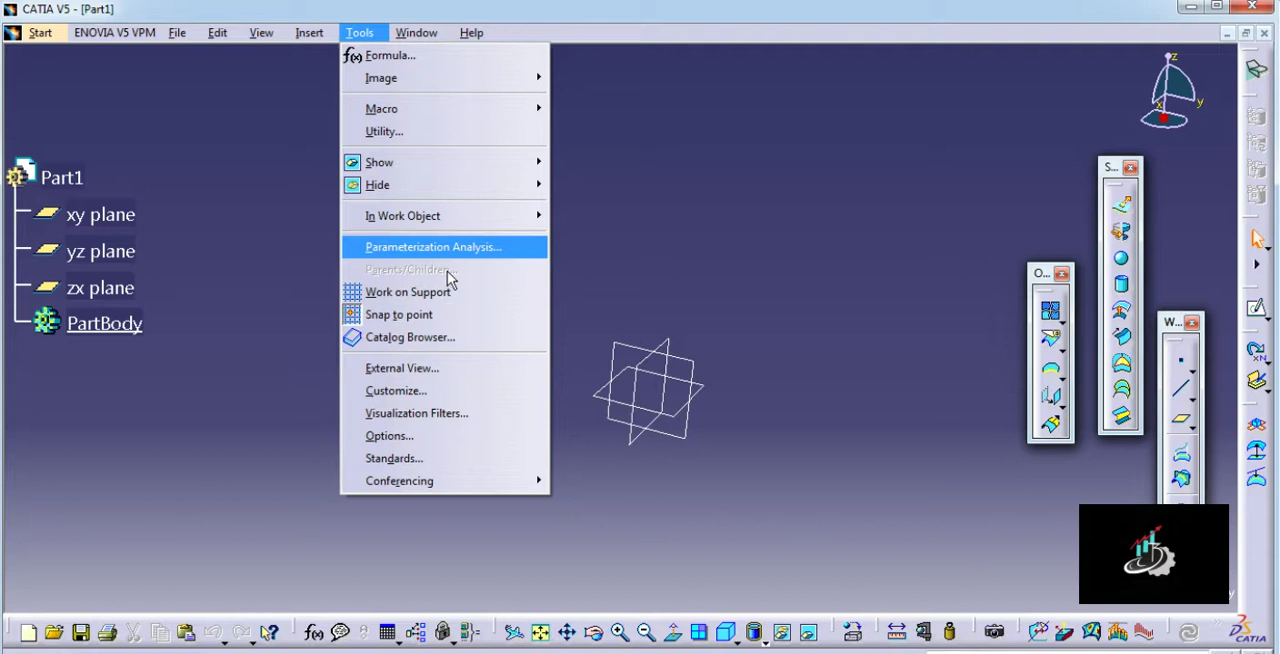 CATIA V5 - [Part1]
Start ENOVIA V5 VPM File Edit View Insert Tools Window Help
f(x) Formula...
Image
Macro
Utility...
Show
Hide
In Work Object
Parameterization Analysis...
Parents/Children...
Work on Support
Snap to point
Catalog Browser...
External View...
Customize...
Visualization Filters...
Options...
Standards...
Conferencing
Part1
xy plane
yz plane
zx plane
PartBody
z
y
x
S...
O...
W...
f(x)
CATIA